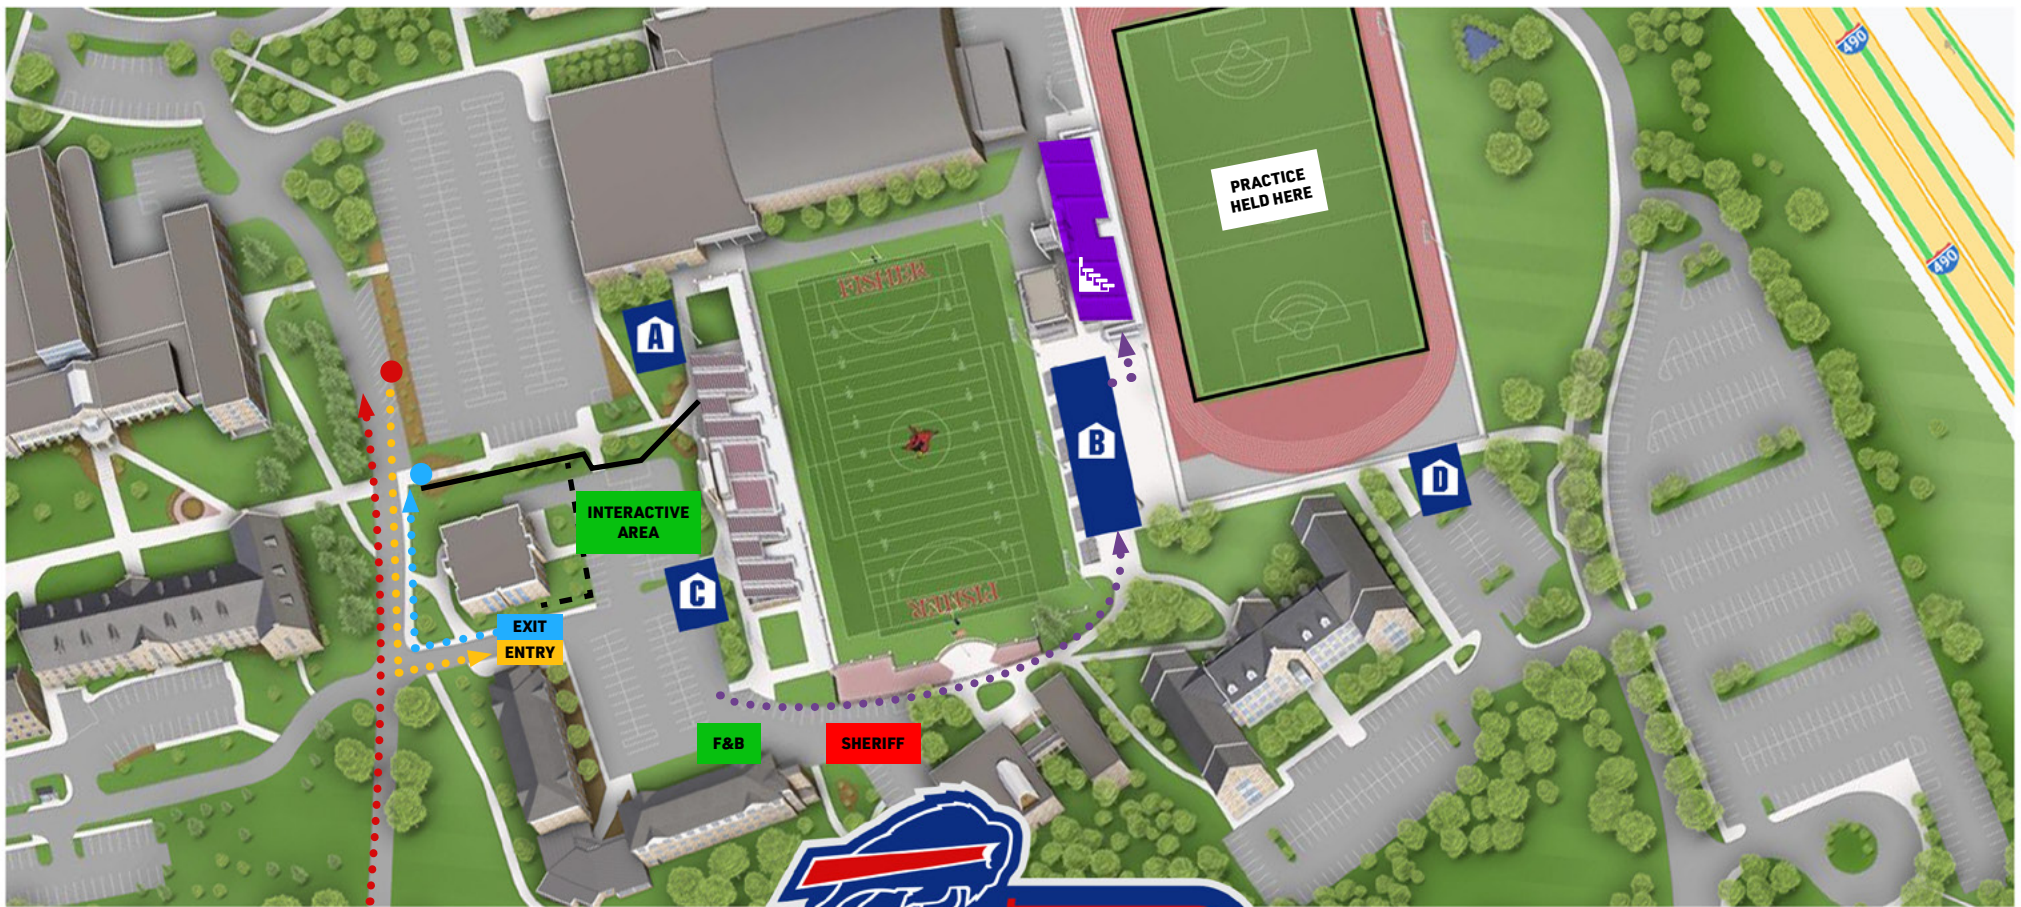 490
PRACTICE
HELD HERE
490
FISHER
A
B
D
INTERACTIVE
AREA
C
FISHER
EXIT
ENTRY
F&B
SHERIFF